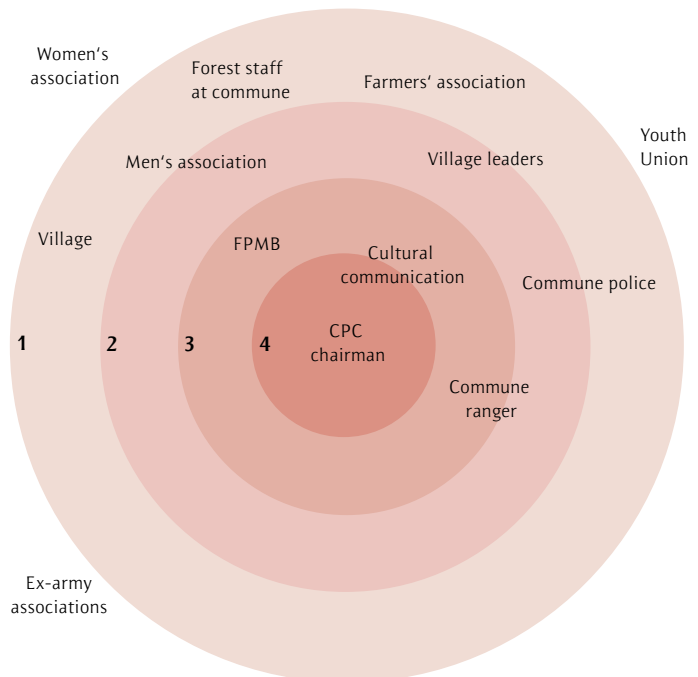 Women‘s
association
Forest staff
at commune
Farmers‘ association
Youth
Union
Men‘s association
Village leaders
Village
FPMB
Cultural
communication
Commune police
1
2
3
4
CPC
chairman
Commune
ranger
Ex-army
associations